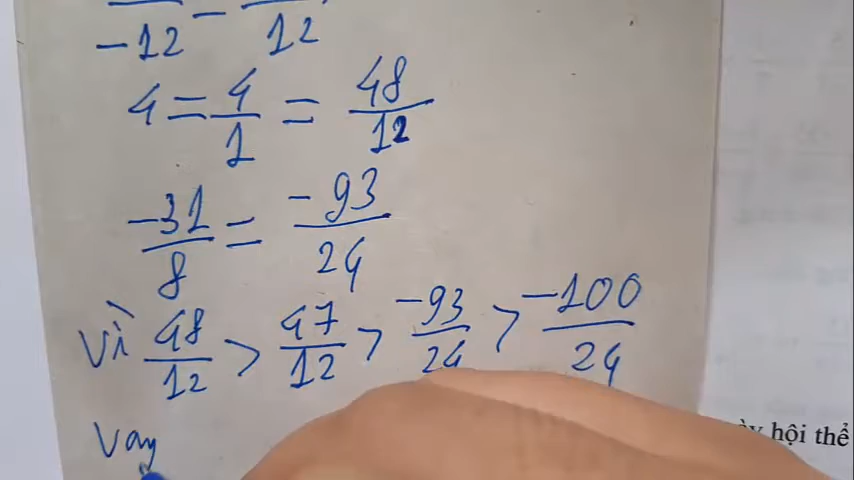 -12 - 12
4 = 4/1 = 48/12
-31/8 = -93/24
Vì 48/12 > 47/12 > -93/24 > -100/24
Vay
hội thể